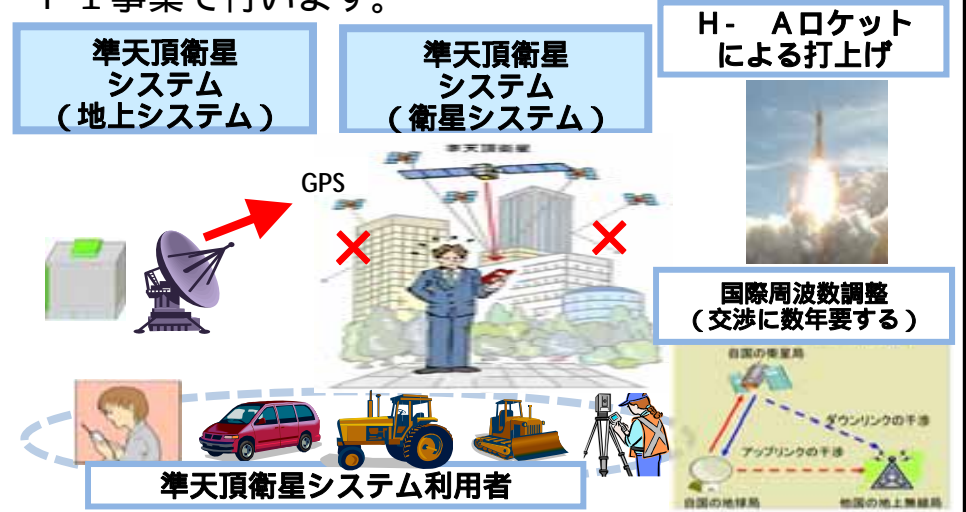 事業で行います。
準天頂衛星
システム
(地上システム)
準天頂衛星
システム
(衛星システム)
H- Aロケット
による打上げ
準天頂衛星
GPS
国際周波数調整
(交渉に数年要する)
自国の衛星局
ダウンリンクの干渉
アップリンクの干渉
自国の地球局
他国の地上無線局
準天頂衛星システム利用者